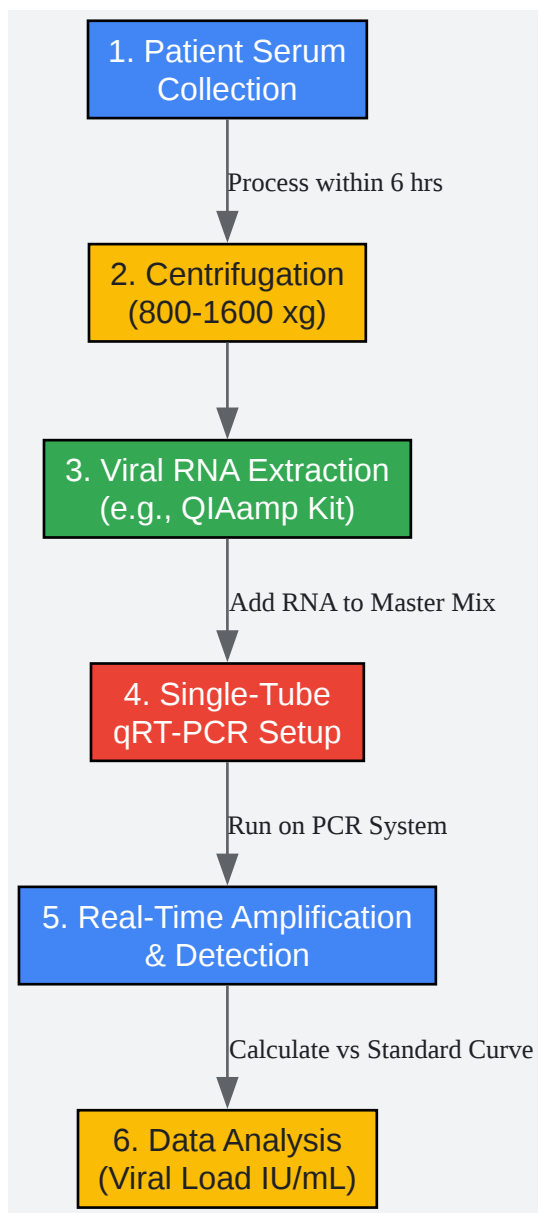 1. Patient Serum
Collection
Process within 6 hrs
2. Centrifugation
(800-1600 xg)
3. Viral RNA Extraction
(e.g., QIAamp Kit)
Add RNA to Master Mix
4. Single-Tube
qRT-PCR Setup
Run on PCR System
5. Real-Time Amplification
& Detection
Calculate vs Standard Curve
6. Data Analysis
(Viral Load IU/mL)